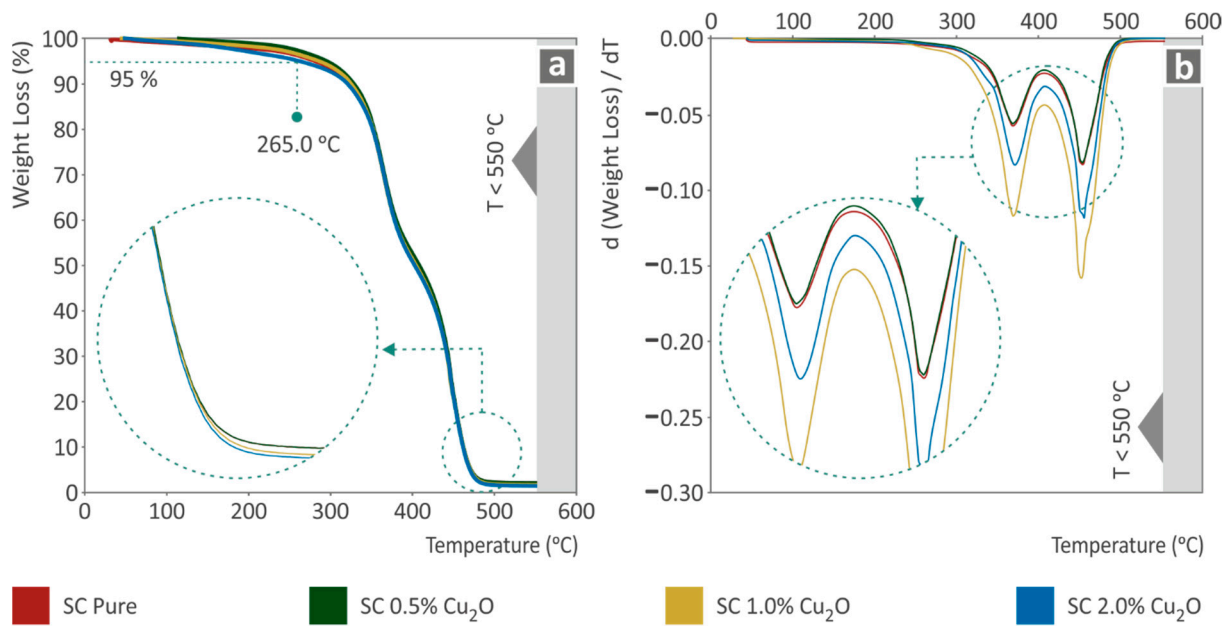 Weight Loss (%)
100
90
80
70
60
50
40
30
20
10
0
0 100 200 300 400 500 600
Temperature (ºC)
95 %
265.0 ºC
T < 550 ºC
a
0 100 200 300 400 500 600
d (Weight Loss) / dT
0.00
−0.05
−0.10
−0.15
−0.20
−0.25
−0.30
T < 550 ºC
b
Temperature (ºC)
SC Pure
SC 0.5% Cu₂O
SC 1.0% Cu₂O
SC 2.0% Cu₂O